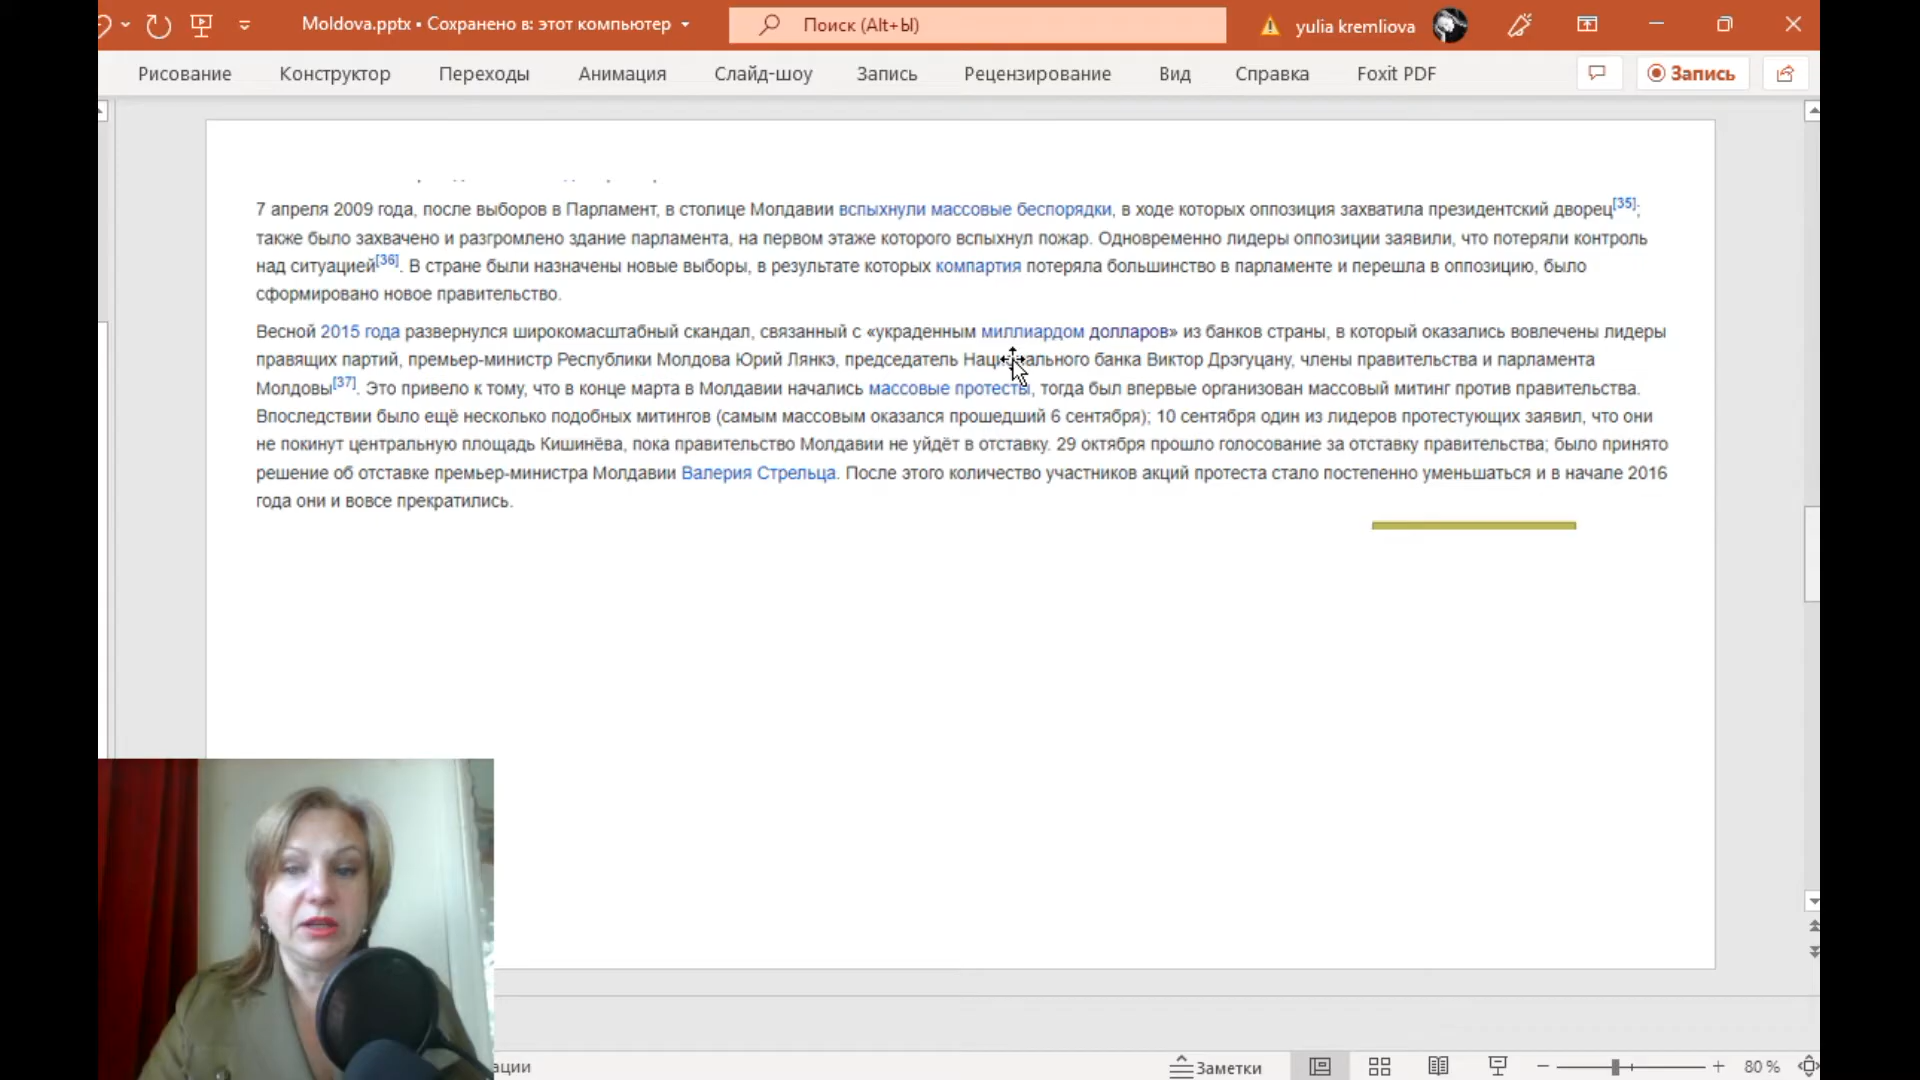 Moldova.pptx • Сохранено в: этот компьютер
Поиск (Alt+Ы)
yulia kremliova
Рисование Конструктор Переходы Анимация Слайд-шоу Запись Рецензирование Вид Справка Foxit PDF Запись
7 апреля 2009 года, после выборов в Парламент, в столице Молдавии вспыхнули массовые беспорядки, в ходе которых оппозиция захватила президентский дворец[35];
также было захвачено и разгромлено здание парламента, на первом этаже которого вспыхнул пожар. Одновременно лидеры оппозиции заявили, что потеряли контроль
над ситуацией[36]. В стране были назначены новые выборы, в результате которых компартия потеряла большинство в парламенте и перешла в оппозицию, было
сформировано новое правительство.
Весной 2015 года развернулся широкомасштабный скандал, связанный с «украденным миллиардом долларов» из банков страны, в который оказались вовлечены лидеры
правящих партий, премьер-министр Республики Молдова Юрий Лянкэ, председатель Национального банка Виктор Дрэгуцану, члены правительства и парламента
Молдовы[37]. Это привело к тому, что в конце марта в Молдавии начались массовые протесты, тогда был впервые организован массовый митинг против правительства.
Впоследствии было ещё несколько подобных митингов (самым массовым оказался прошедший 6 сентября); 10 сентября один из лидеров протестующих заявил, что они
не покинут центральную площадь Кишинёва, пока правительство Молдавии не уйдёт в отставку. 29 октября прошло голосование за отставку правительства; было принято
решение об отставке премьер-министра Молдавии Валерия Стрельца. После этого количество участников акций протеста стало постепенно уменьшаться и в начале 2016
года они и вовсе прекратились.
ации
Заметки
80 %